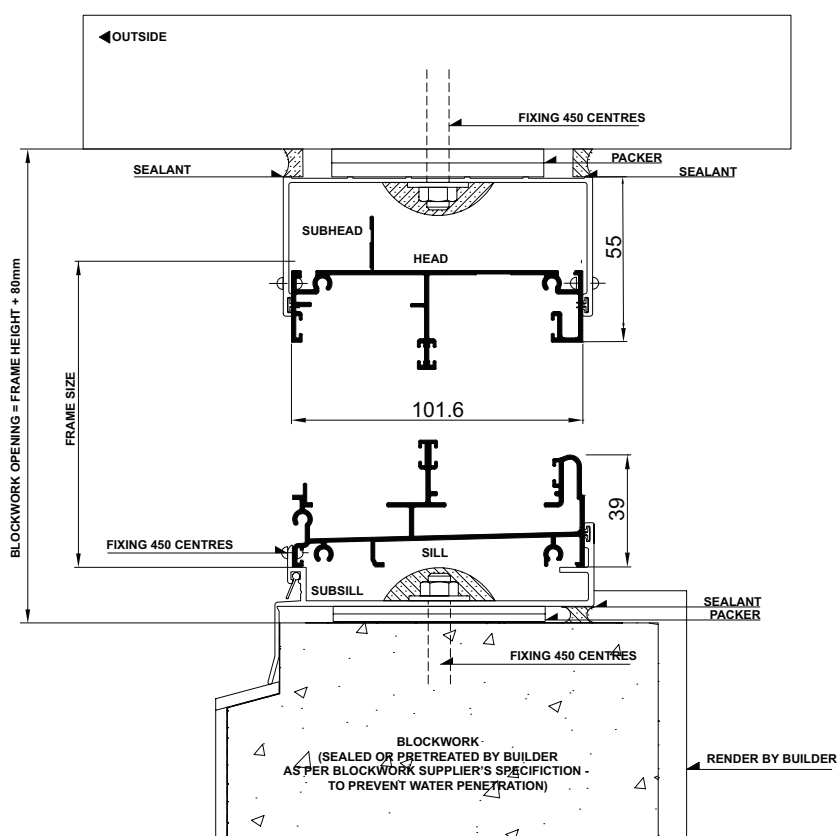 OUTSIDE
FIXING 450 CENTRES
PACKER
SEALANT
SEALANT
SUBHEAD
HEAD
55
BLOCKWORK OPENING = FRAME HEIGHT + 80mm
FRAME SIZE
101.6
39
FIXING 450 CENTRES
SILL
SUBSILL
SEALANT
PACKER
FIXING 450 CENTRES
BLOCKWORK
(SEALED OR PRETREATED BY BUILDER
AS PER BLOCKWORK SUPPLIER'S SPECIFICTION -
TO PREVENT WATER PENETRATION)
RENDER BY BUILDER